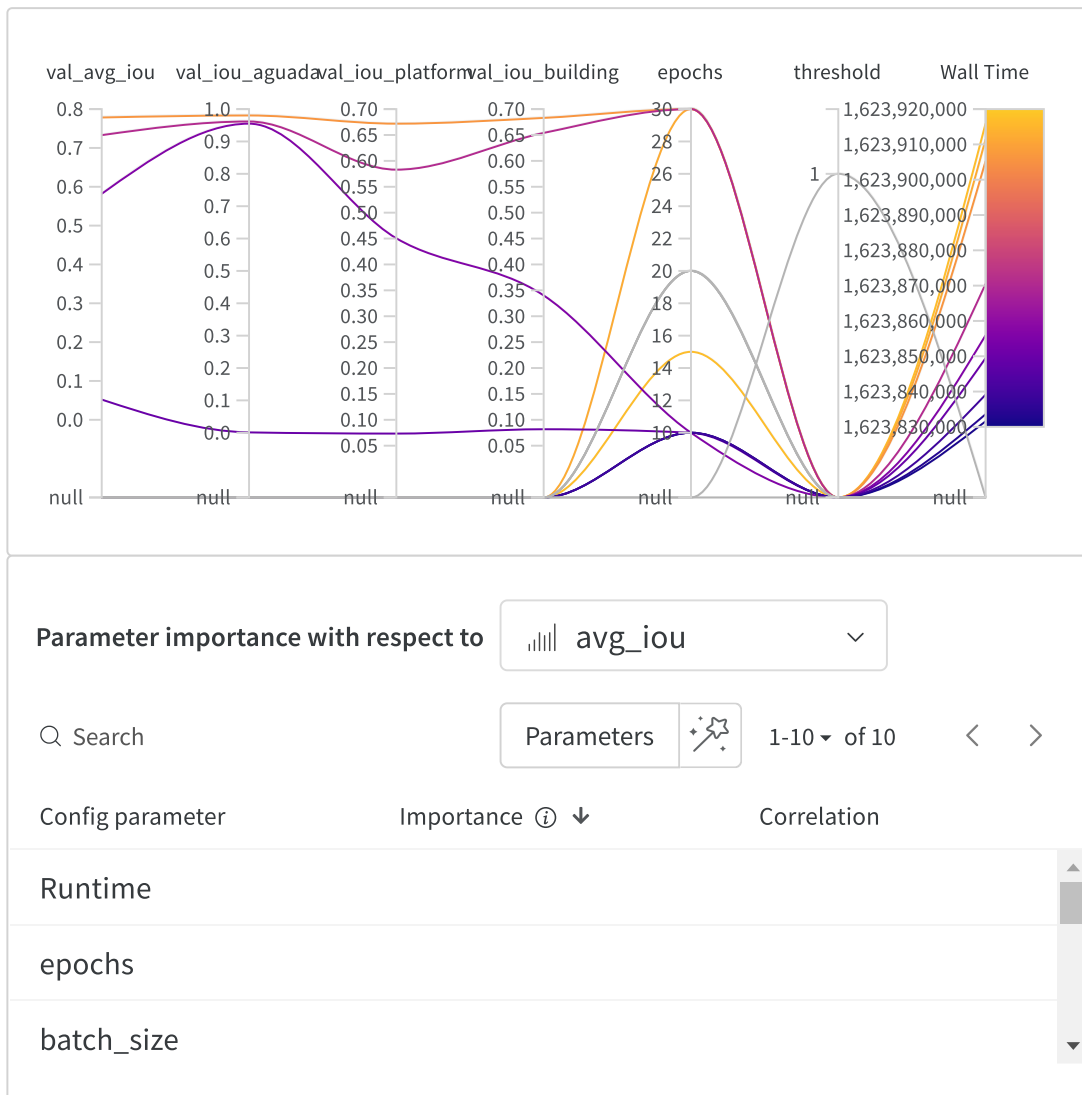 val_avg_iou val_iou_aguada val_iou_platform val_iou_building epochs threshold Wall Time
0.8 1.0 0.70 0.70 30 1,623,920,000
0.7 0.9 0.65 0.65 28 1,623,910,000
0.6 0.8 0.60 0.60 26 1 1,623,900,000
0.5 0.7 0.55 0.55 24 1,623,890,000
0.4 0.6 0.50 0.50 22 1,623,880,000
0.3 0.5 0.45 0.45 20 1,623,870,000
0.2 0.4 0.40 0.40 18 1,623,860,000
0.1 0.3 0.35 0.35 16 1,623,850,000
0.0 0.2 0.30 0.30 14 1,623,840,000
0.1 0.25 0.25 12 1,623,830,000
0.0 0.20 0.20 10
0.15 0.15
0.10 0.10
0.05 0.05
null null null null null null null
Parameter importance with respect to avg_iou
Search Parameters 1-10 of 10
Config parameter Importance i Correlation
Runtime
epochs
batch_size